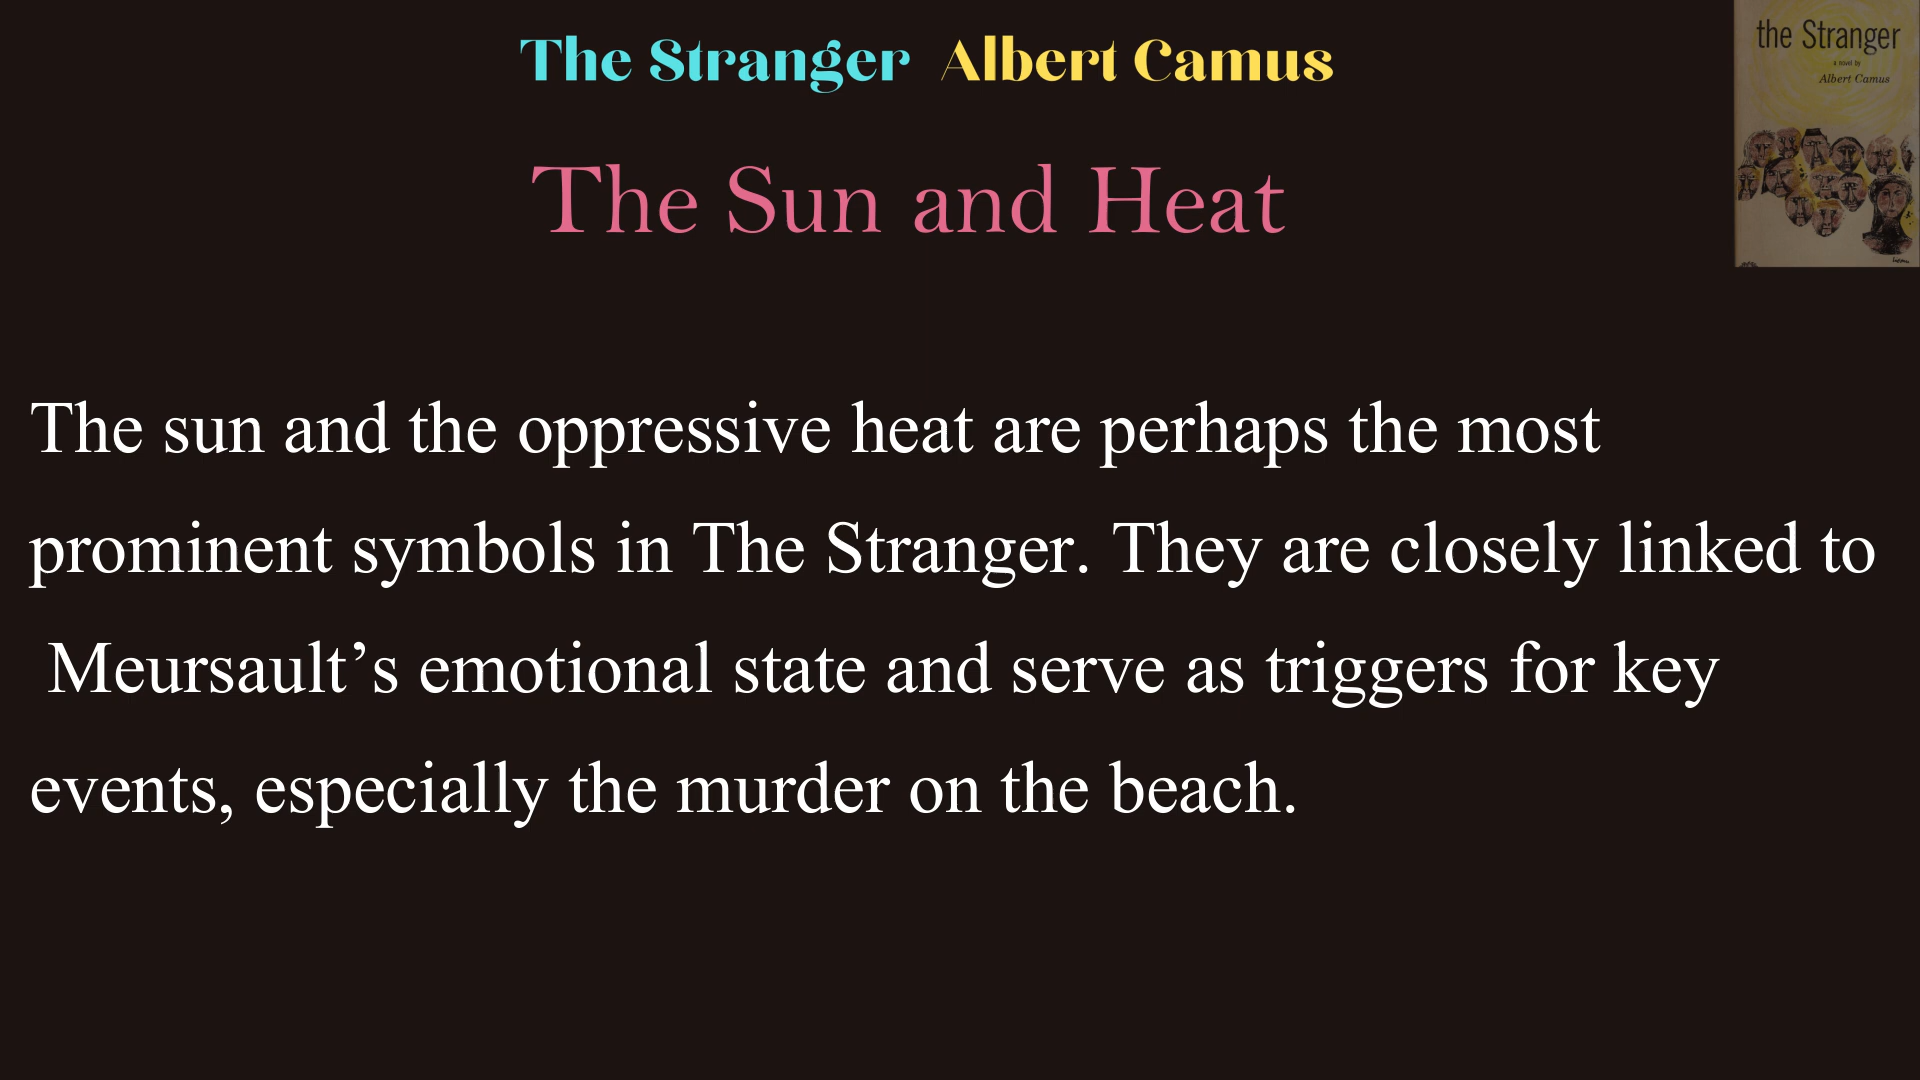 The Stranger Albert Camus
the Stranger
a novel by
Albert Camus
The Sun and Heat
The sun and the oppressive heat are perhaps the most
prominent symbols in The Stranger. They are closely linked to
Meursault’s emotional state and serve as triggers for key
events, especially the murder on the beach.